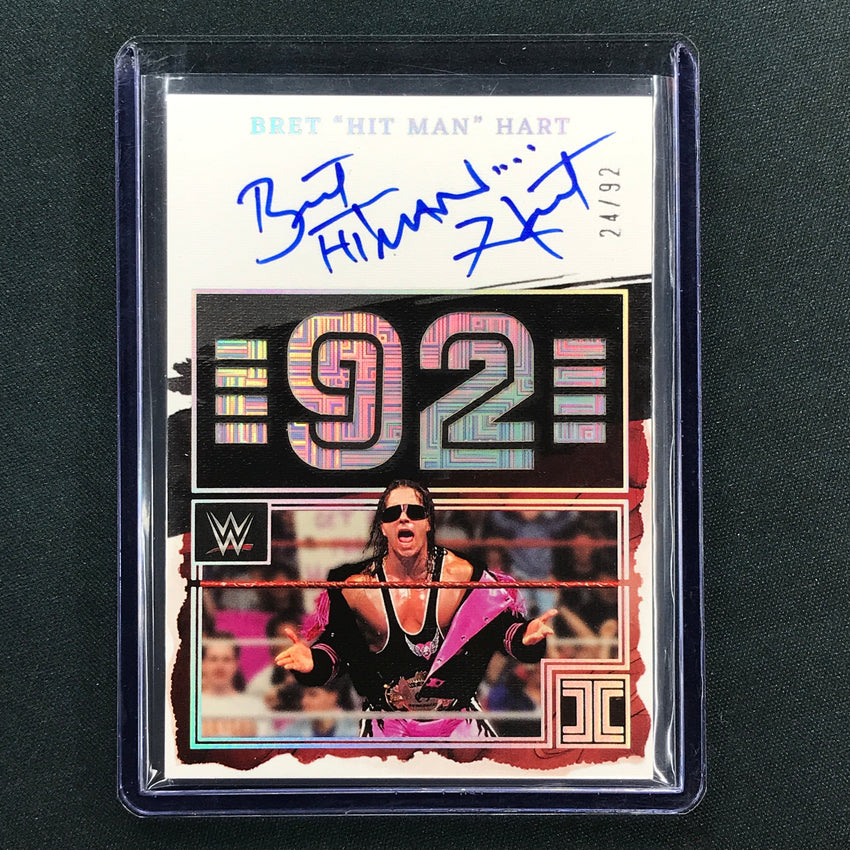 BRET "HIT MAN" HART
Bret
HITMAN....
Hart
24/92
92
W